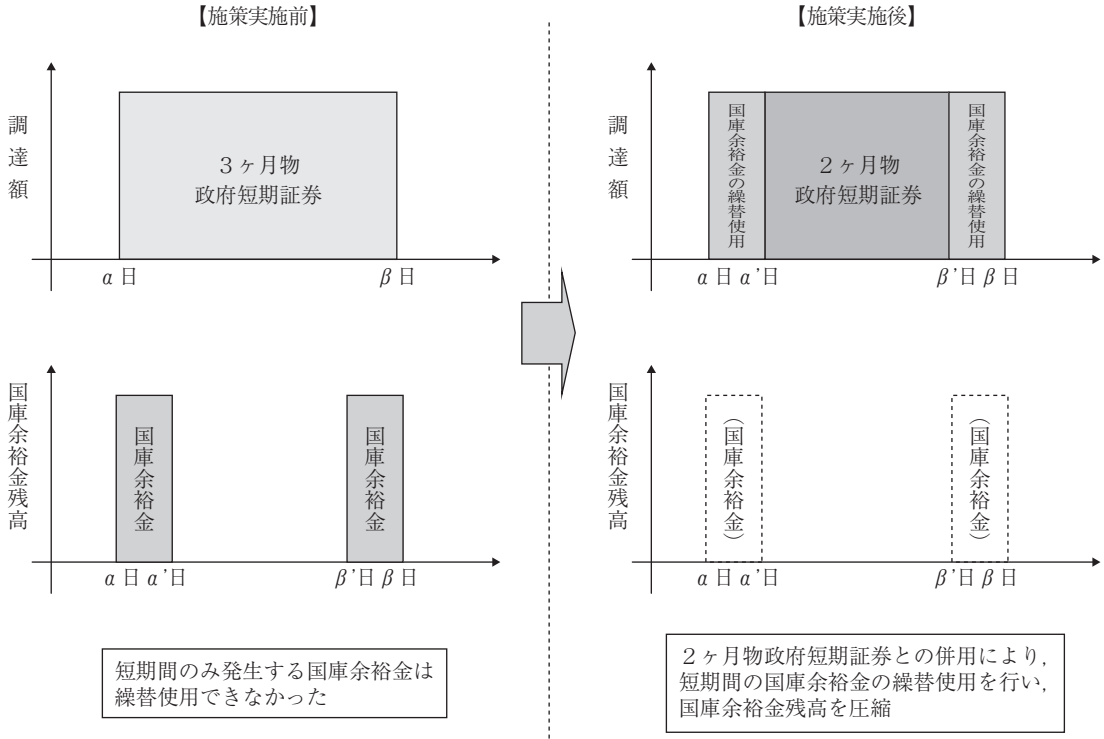 【施策実施前】
調達額
3ヶ月物
政府短期証券
α日
β日
国庫余裕金残高
国庫余裕金
国庫余裕金
α日 α’日
β’日 β日
短期間のみ発生する国庫余裕金は
繰替使用できなかった
【施策実施後】
調達額
国庫余裕金の繰替使用
2ヶ月物
政府短期証券
国庫余裕金の繰替使用
α日 α’日
β’日 β日
国庫余裕金残高
(国庫余裕金)
(国庫余裕金)
α日 α’日
β’日 β日
2ヶ月物政府短期証券との併用により,
短期間の国庫余裕金の繰替使用を行い,
国庫余裕金残高を圧縮